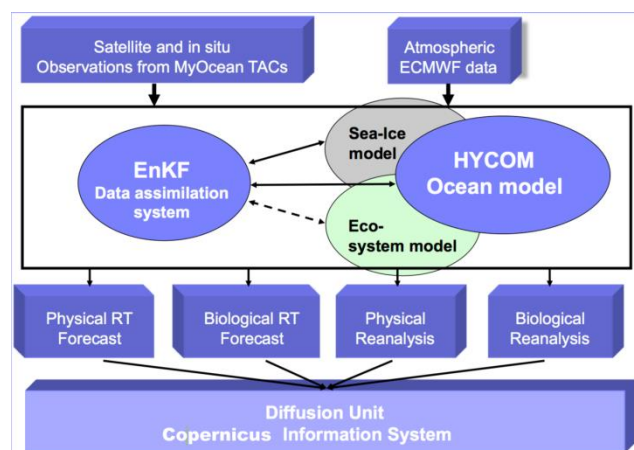 Satellite and in situ
Observations from MyOcean TACs
Atmospheric
ECMWF data
EnKF
Data assimilation
system
Sea-Ice
model
HYCOM
Ocean model
Eco-
system model
Physical RT
Forecast
Biological RT
Forecast
Physical
Reanalysis
Biological
Reanalysis
Diffusion Unit
Copernicus Information System